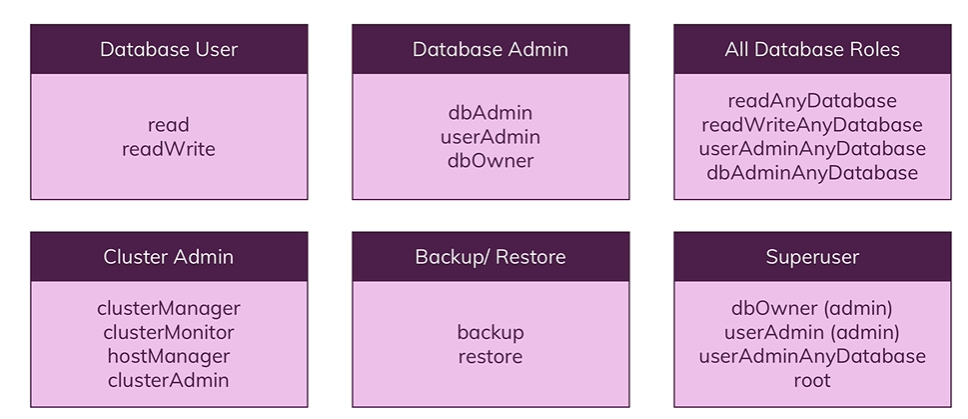 Database User
read
readWrite
Database Admin
dbAdmin
userAdmin
dbOwner
All Database Roles
readAnyDatabase
readWriteAnyDatabase
userAdminAnyDatabase
dbAdminAnyDatabase
Cluster Admin
clusterManager
clusterMonitor
hostManager
clusterAdmin
Backup/ Restore
backup
restore
Superuser
dbOwner (admin)
userAdmin (admin)
userAdminAnyDatabase
root